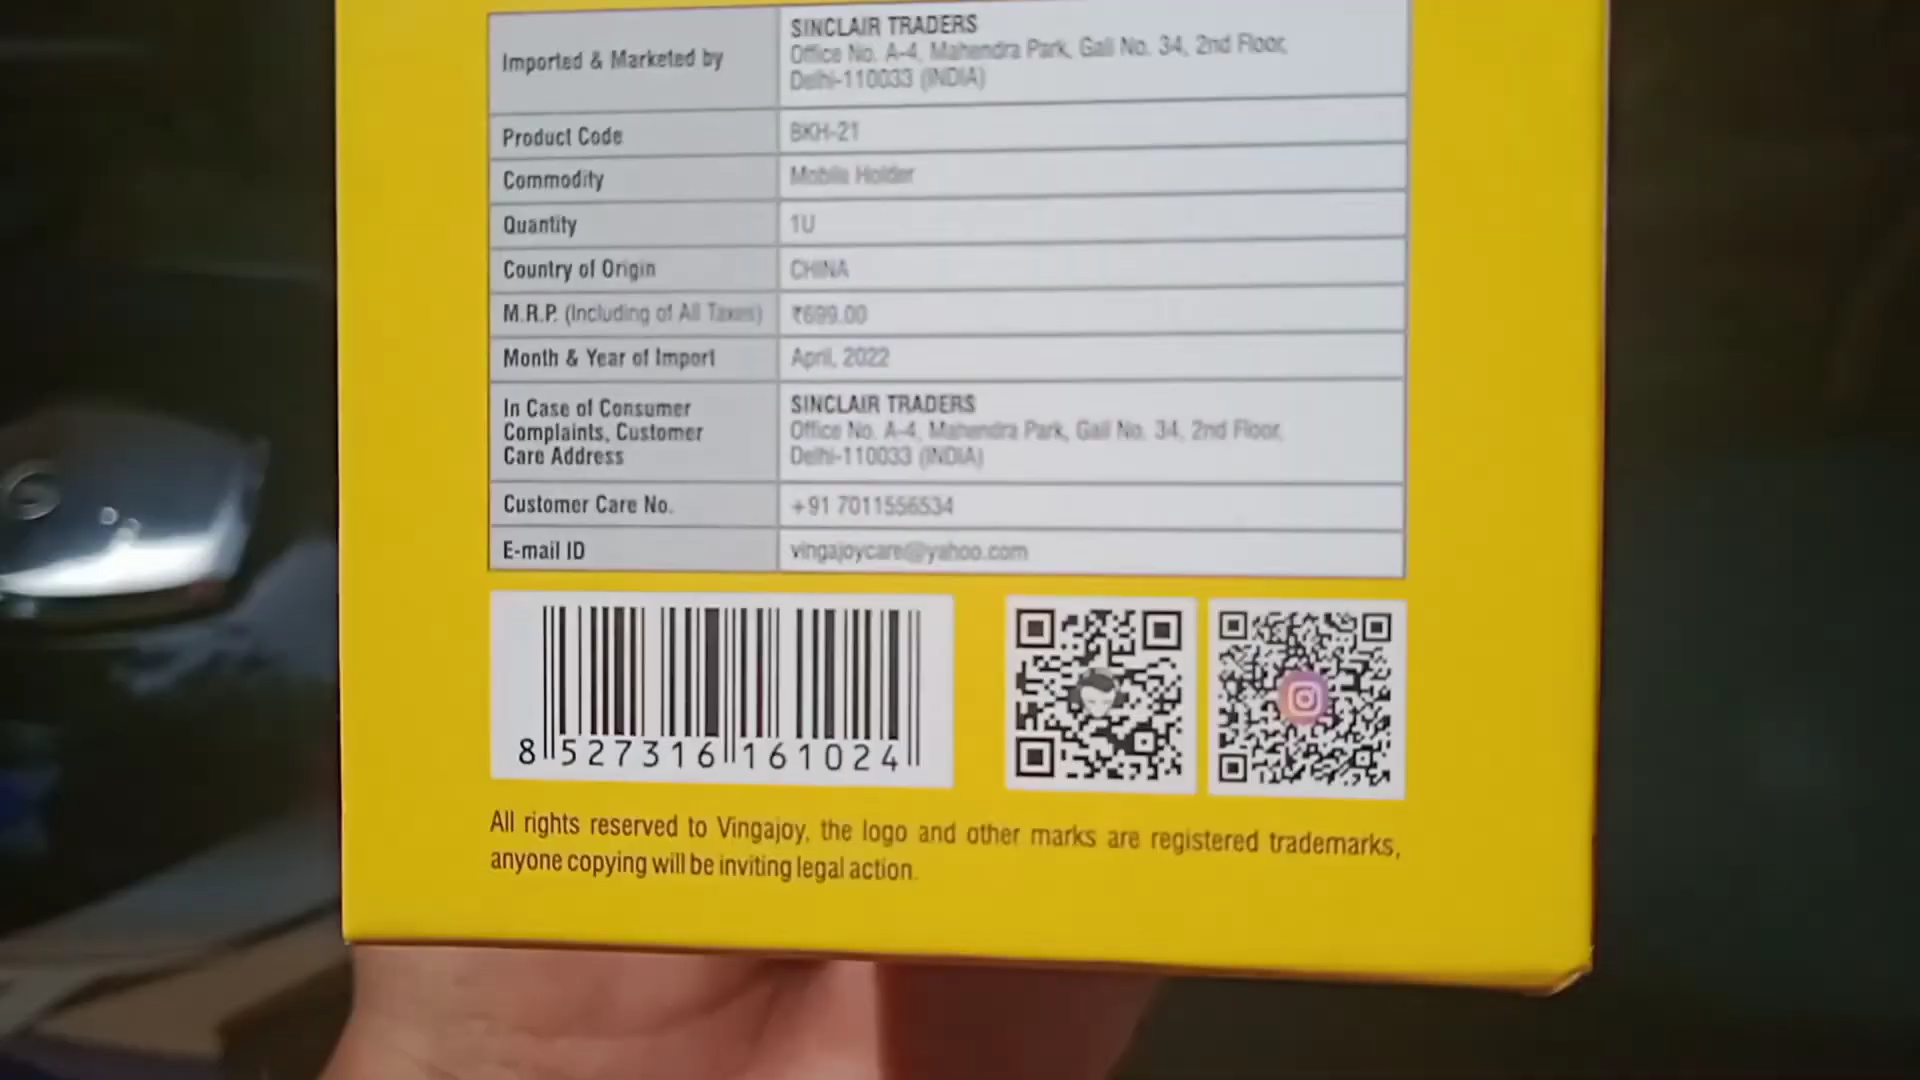 Imported & Marketed by
SINCLAIR TRADERS
Office No. A-4, Mahendra Park, Gali No. 34, 2nd Floor,
Delhi-110033 (INDIA)
Product Code
BKH-21
Commodity
Mobile Holder
Quantity
1U
Country of Origin
CHINA
M.R.P. (Including of All Taxes)
₹699.00
Month & Year of Import
April, 2022
In Case of Consumer
Complaints, Customer
Care Address
SINCLAIR TRADERS
Office No. A-4, Mahendra Park, Gali No. 34, 2nd Floor,
Delhi-110033 (INDIA)
Customer Care No.
+91 7011556534
E-mail ID
vingajoycare@yahoo.com
8 527316 161024
All rights reserved to Vingajoy, the logo and other marks are registered trademarks,
anyone copying will be inviting legal action.